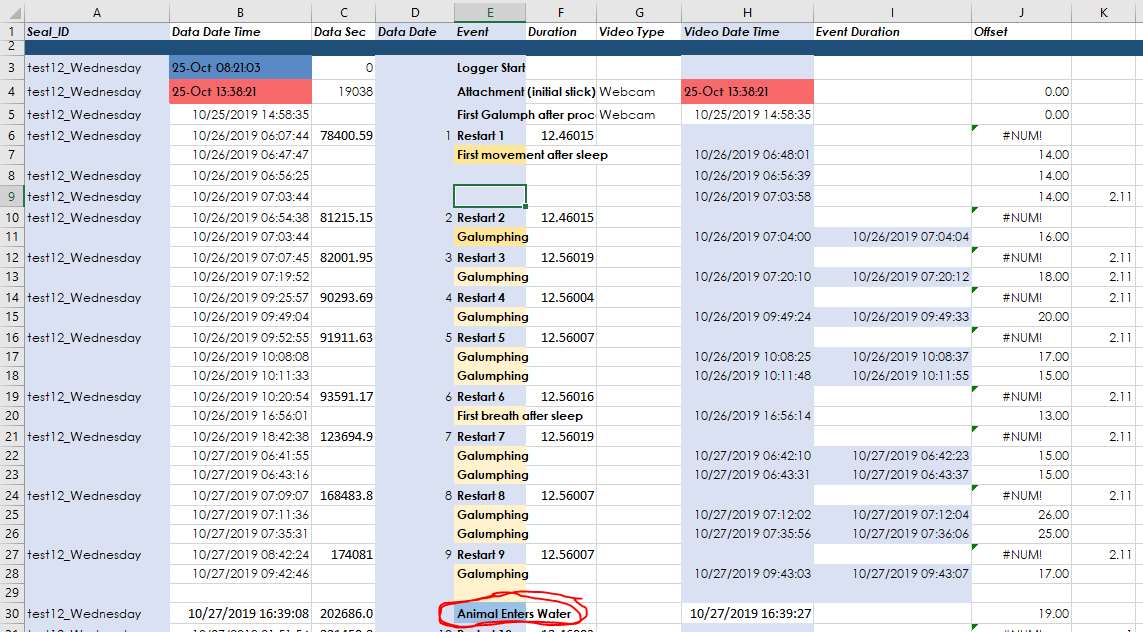 A B C D E F G H I J K
1 Seal_ID Data Date Time Data Sec Data Date Event Duration Video Type Video Date Time Event Duration Offset
2
3 test12_Wednesday 25-Oct 08:21:03 0 Logger Start
4 test12_Wednesday 25-Oct 13:38:21 19038 Attachment (initial stick) Webcam 25-Oct 13:38:21 0.00
5 test12_Wednesday 10/25/2019 14:58:35 First Galumph after proc Webcam 10/25/2019 14:58:35 0.00
6 test12_Wednesday 10/26/2019 06:07:44 78400.59 1 Restart 1 12.46015 #NUM!
7 10/26/2019 06:47:47 First movement after sleep 10/26/2019 06:48:01 14.00
8 test12_Wednesday 10/26/2019 06:56:25 10/26/2019 06:56:39 14.00
9 test12_Wednesday 10/26/2019 07:03:44 10/26/2019 07:03:58 14.00 2.11
10 test12_Wednesday 10/26/2019 06:54:38 81215.15 2 Restart 2 12.46015 #NUM!
11 10/26/2019 07:03:44 Galumphing 10/26/2019 07:04:00 10/26/2019 07:04:04 16.00
12 test12_Wednesday 10/26/2019 07:07:45 82001.95 3 Restart 3 12.56019 #NUM! 2.11
13 10/26/2019 07:19:52 Galumphing 10/26/2019 07:20:10 10/26/2019 07:20:12 18.00 2.11
14 test12_Wednesday 10/26/2019 09:25:57 90293.69 4 Restart 4 12.56004 #NUM! 2.11
15 10/26/2019 09:49:04 Galumphing 10/26/2019 09:49:24 10/26/2019 09:49:33 20.00
16 test12_Wednesday 10/26/2019 09:52:55 91911.63 5 Restart 5 12.56007 #NUM! 2.11
17 10/26/2019 10:08:08 Galumphing 10/26/2019 10:08:25 10/26/2019 10:08:37 17.00
18 10/26/2019 10:11:33 Galumphing 10/26/2019 10:11:48 10/26/2019 10:11:55 15.00
19 test12_Wednesday 10/26/2019 10:20:54 93591.17 6 Restart 6 12.56016 #NUM! 2.11
20 10/26/2019 16:56:01 First breath after sleep 10/26/2019 16:56:14 13.00
21 test12_Wednesday 10/26/2019 18:42:38 123694.9 7 Restart 7 12.56019 #NUM! 2.11
22 10/27/2019 06:41:55 Galumphing 10/27/2019 06:42:10 10/27/2019 06:42:23 15.00
23 10/27/2019 06:43:16 Galumphing 10/27/2019 06:43:31 10/27/2019 06:43:37 15.00
24 test12_Wednesday 10/27/2019 07:09:07 168483.8 8 Restart 8 12.56007 #NUM! 2.11
25 10/27/2019 07:11:36 Galumphing 10/27/2019 07:12:02 10/27/2019 07:12:04 26.00
26 10/27/2019 07:35:31 Galumphing 10/27/2019 07:35:56 10/27/2019 07:36:06 25.00
27 test12_Wednesday 10/27/2019 08:42:24 174081 9 Restart 9 12.56007 #NUM! 2.11
28 10/27/2019 09:42:46 Galumphing 10/27/2019 09:43:03 10/27/2019 09:43:07 17.00
29
30 test12_Wednesday 10/27/2019 16:39:08 202686.0 Animal Enters Water 10/27/2019 16:39:27 19.00